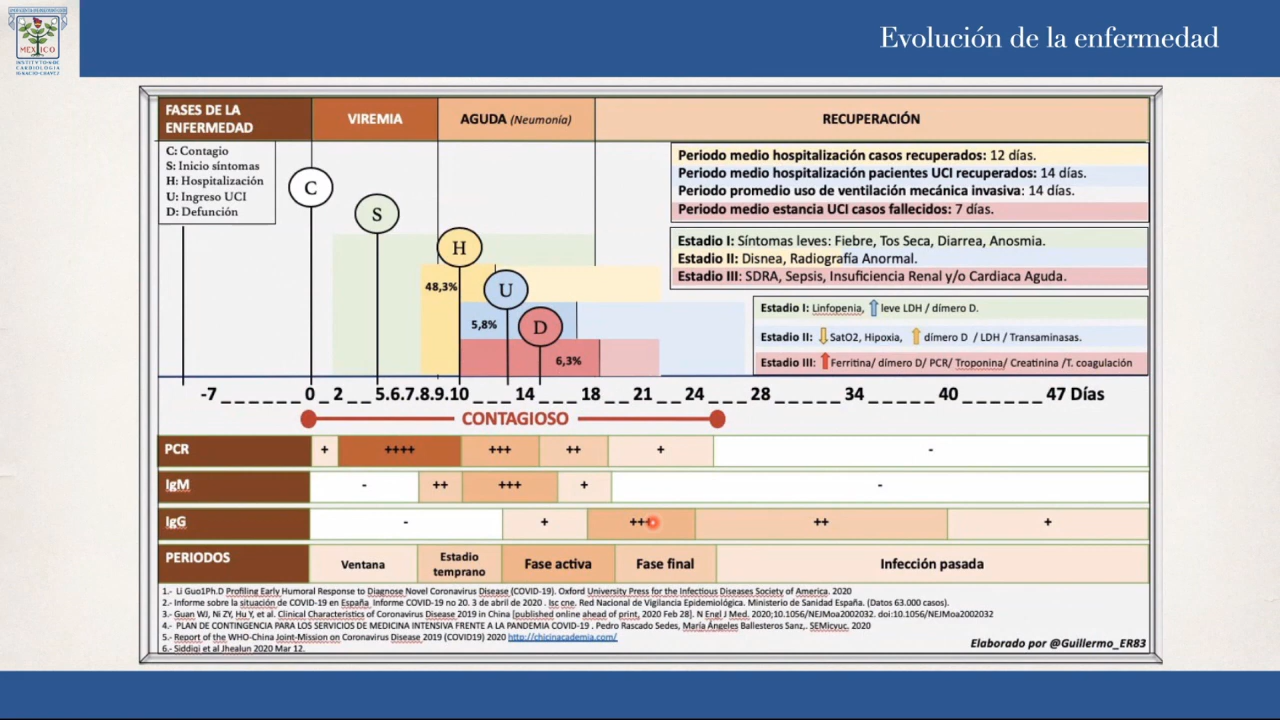 MEXICO
INSTITVTO N. DE
CARDIOLOGIA
IGNACIO CHAVEZ
Evolución de la enfermedad
FASES DE LA
ENFERMEDAD
VIREMIA
AGUDA (Neumonía)
RECUPERACIÓN
C: Contagio
S: Inicio síntomas
H: Hospitalización
U: Ingreso UCI
D: Defunción
C
S
H
U
D
48,3%
5,8%
6,3%
Periodo medio hospitalización casos recuperados: 12 días.
Periodo medio hospitalización pacientes UCI recuperados: 14 días.
Periodo promedio uso de ventilación mecánica invasiva: 14 días.
Periodo medio estancia UCI casos fallecidos: 7 días.
Estadio I: Síntomas leves: Fiebre, Tos Seca, Diarrea, Anosmia.
Estadio II: Disnea, Radiografía Anormal.
Estadio III: SDRA, Sepsis, Insuficiencia Renal y/o Cardiaca Aguda.
Estadio I: Linfopenia, leve LDH / dímero D.
Estadio II: SatO2, Hipoxia, dímero D / LDH / Transaminasas.
Estadio III: Ferritina/ dímero D/ PCR/ Troponina/ Creatinina /T. coagulación
-7 _ _ _ _ _ _ 0 _ 2 _ _ 5.6.7.8.9.10 _ _ _ 14 _ _ _ 18 _ _ 21 _ _ 24 _ _ _ 28 _ _ _ _ _ 34 _ _ _ _ _ 40 _ _ _ _ _ _ 47 Días
CONTAGIOSO
PCR + ++++ +++ ++ + -
IgM - ++ +++ + -
IgG - + +++ ++ +
PERIODOS
Ventana
Estadio
temprano
Fase activa
Fase final
Infección pasada
1.- Li Guo1Ph.D Profiling Early Humoral Response to Diagnose Novel Coronavirus Disease (COVID-19). Oxford University Press for the Infectious Diseases Society of America. 2020
2.- Informe sobre la situación de COVID-19 en España Informe COVID-19 no 20. 3 de abril de 2020 . Isc cne. Red Nacional de Vigilancia Epidemiológica. Ministerio de Sanidad España. (Datos 63.000 casos).
3.- Guan WJ, Ni ZY, Hu Y, et al. Clinical Characteristics of Coronavirus Disease 2019 in China [published online ahead of print, 2020 Feb 28]. N Engl J Med. 2020;10.1056/NEJMoa2002032. doi:10.1056/NEJMoa2002032
4.- PLAN DE CONTINGENCIA PARA LOS SERVICIOS DE MEDICINA INTENSIVA FRENTE A LA PANDEMIA COVID-19 . Pedro Rascado Sedes, María Ángeles Ballesteros Sanz,. SEMicyuc. 2020
5.- Report of the WHO-China Joint-Mission on Coronavirus Disease 2019 (COVID19) 2020 http://chicinacademia.com/
6.- Siddiqi et al Jhealun 2020 Mar 12.
Elaborado por @Guillermo_ER83